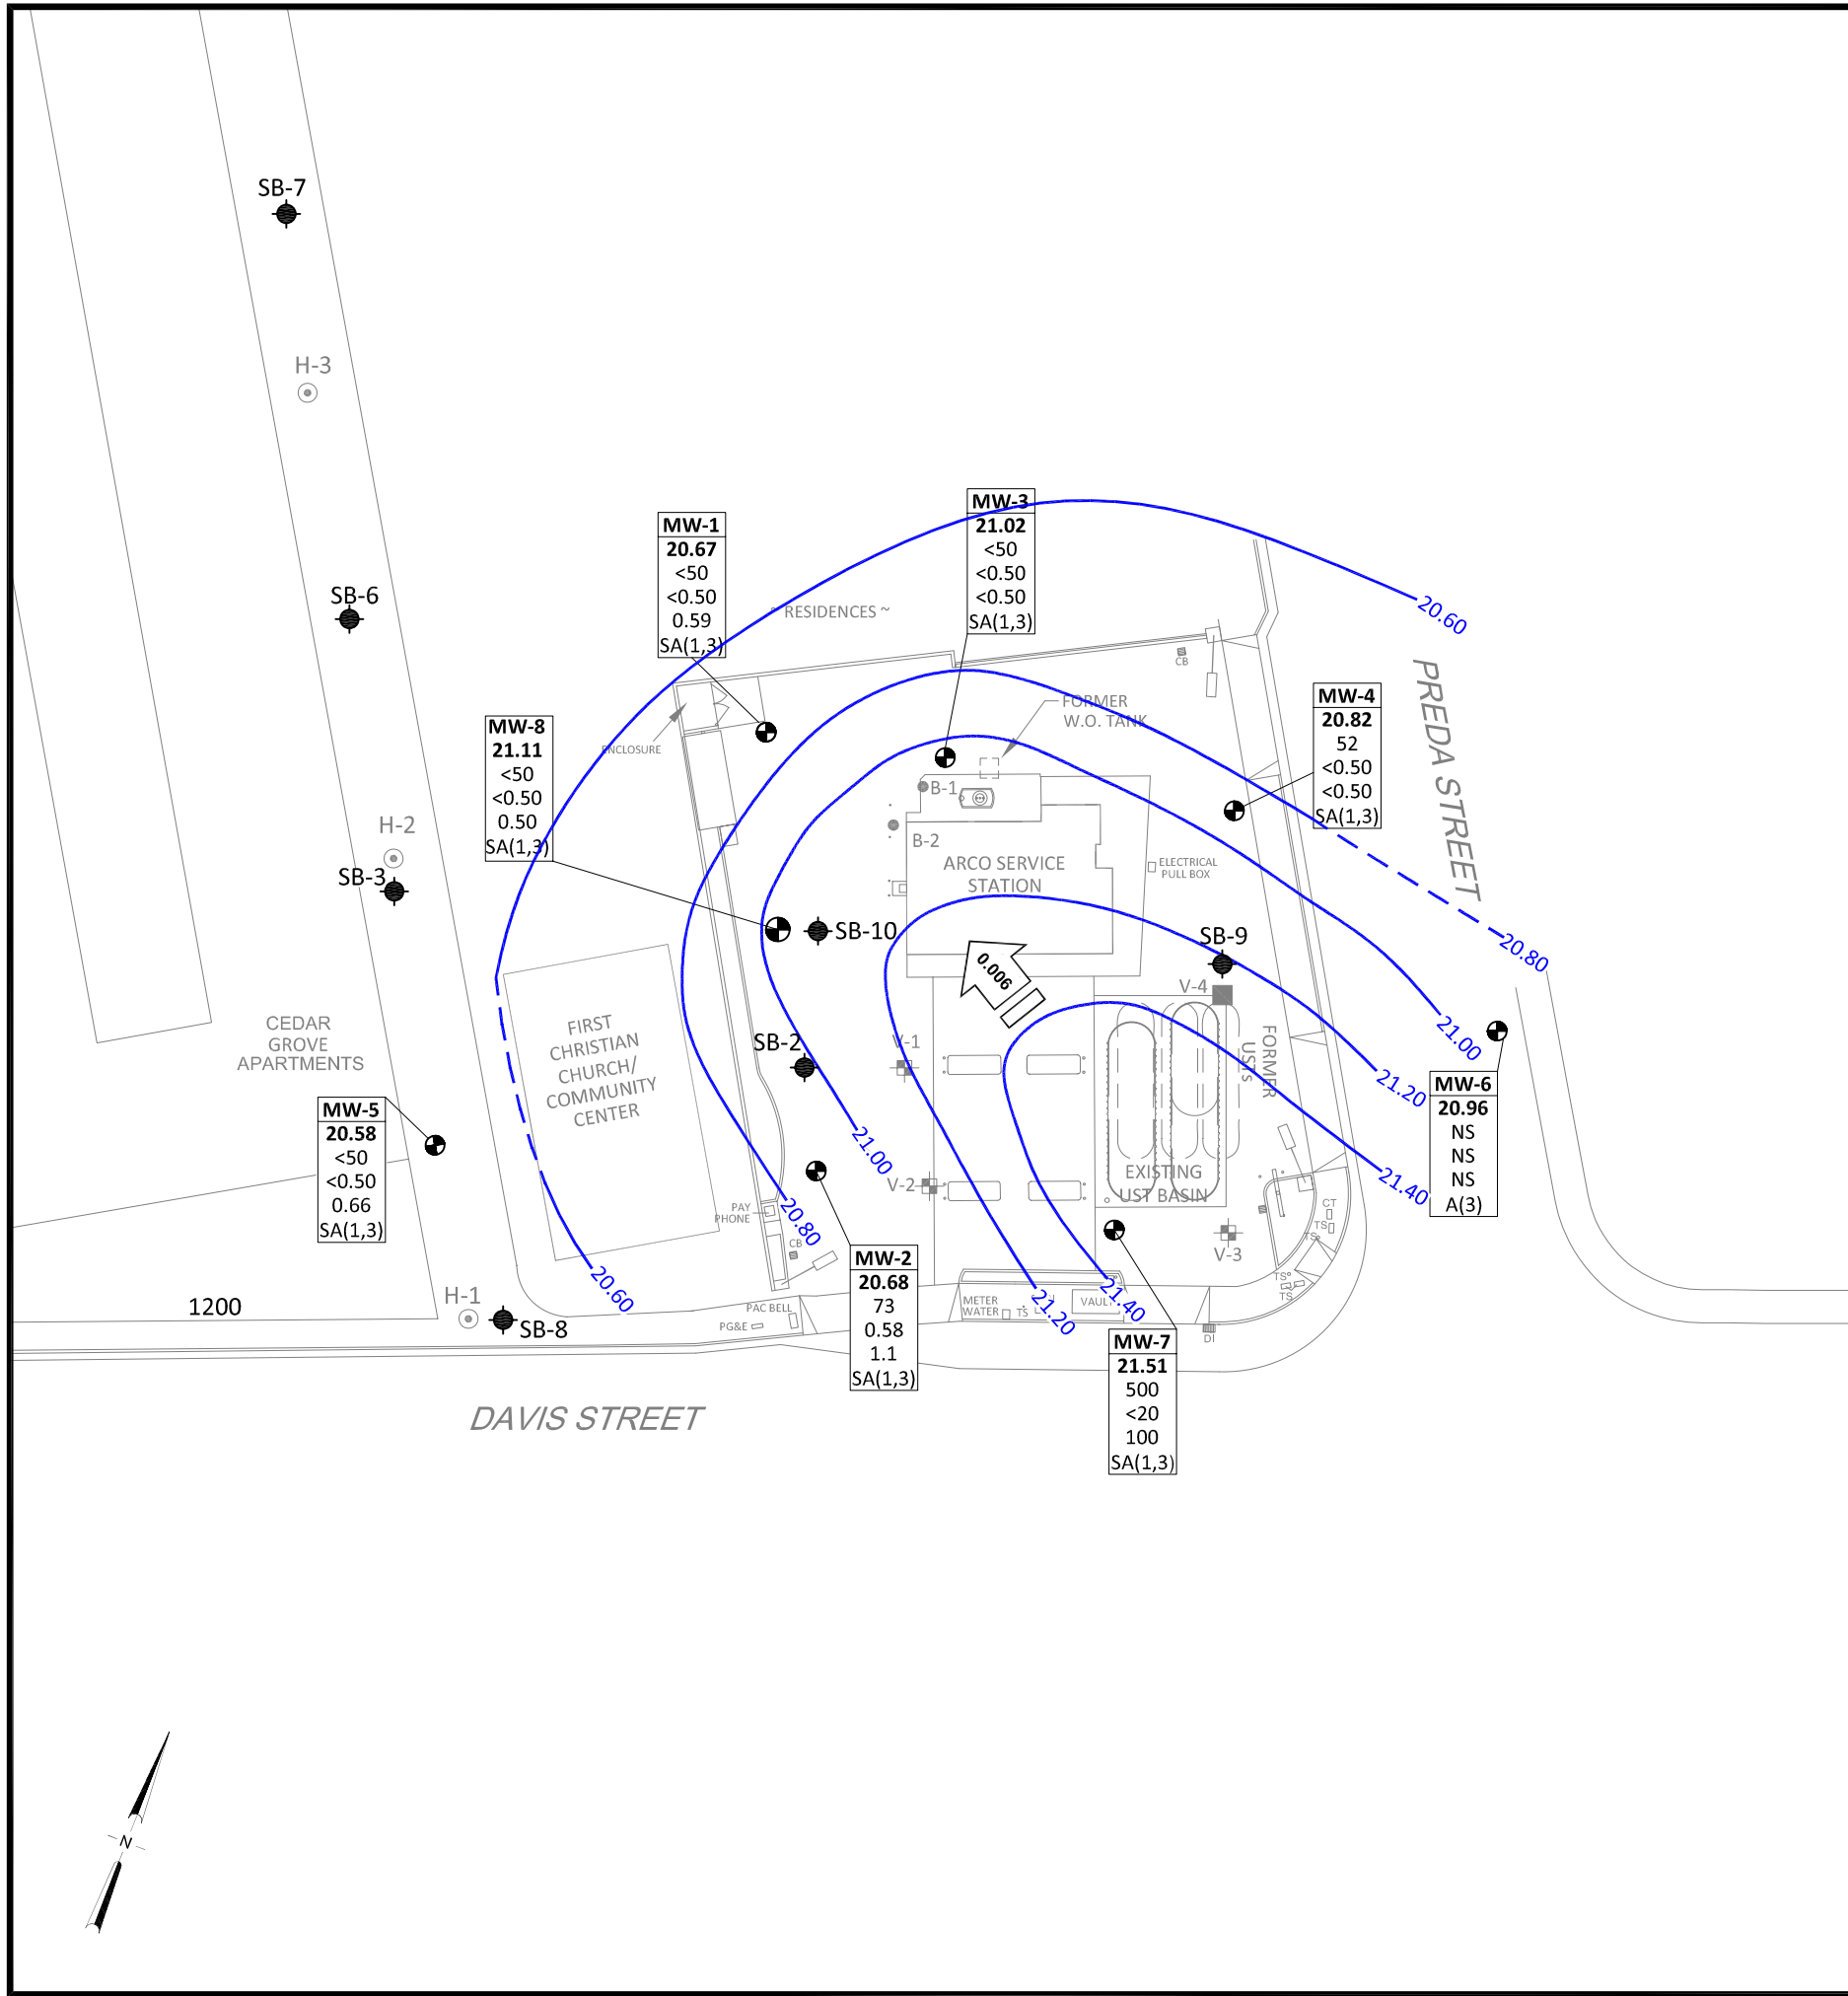 SB-7
H-3
MW-3
21.02
<50
<0.50
<0.50
SA(1,3)
MW-1
20.67
<50
<0.50
0.59
SA(1,3)
SB-6
~ RESIDENCES ~
20.60
PREDA STREET
CB
MW-4
20.82
52
<0.50
<0.50
SA(1,3)
FORMER
W.O. TANK
MW-8
21.11
<50
<0.50
0.50
SA(1,3)
ENCLOSURE
B-1
B-2
H-2
SB-3
ARCO SERVICE
STATION
ELECTRICAL
PULL BOX
SB-10
SB-9
20.80
0.006
V-4
CEDAR
GROVE
APARTMENTS
FIRST
CHRISTIAN
CHURCH/
COMMUNITY
CENTER
SB-2
V-1
FORMER
USTs
21.00
21.20
MW-6
20.96
NS
NS
NS
A(3)
MW-5
20.58
<50
<0.50
0.66
SA(1,3)
21.00
V-2
EXISTING
UST BASIN
21.40
PAY
PHONE
20.80
CB
CT
TS
TS
V-3
MW-2
20.68
73
0.58
1.1
SA(1,3)
20.60
1200
H-1
SB-8
PAC BELL
PG&E
METER
WATER
TS
21.20
VAULT
21.40
TS
TS
DI
MW-7
21.51
500
<20
100
SA(1,3)
DAVIS STREET
N